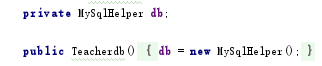 private MySqlHelper db;
public Teacherdb() { db = new MySqlHelper(); }